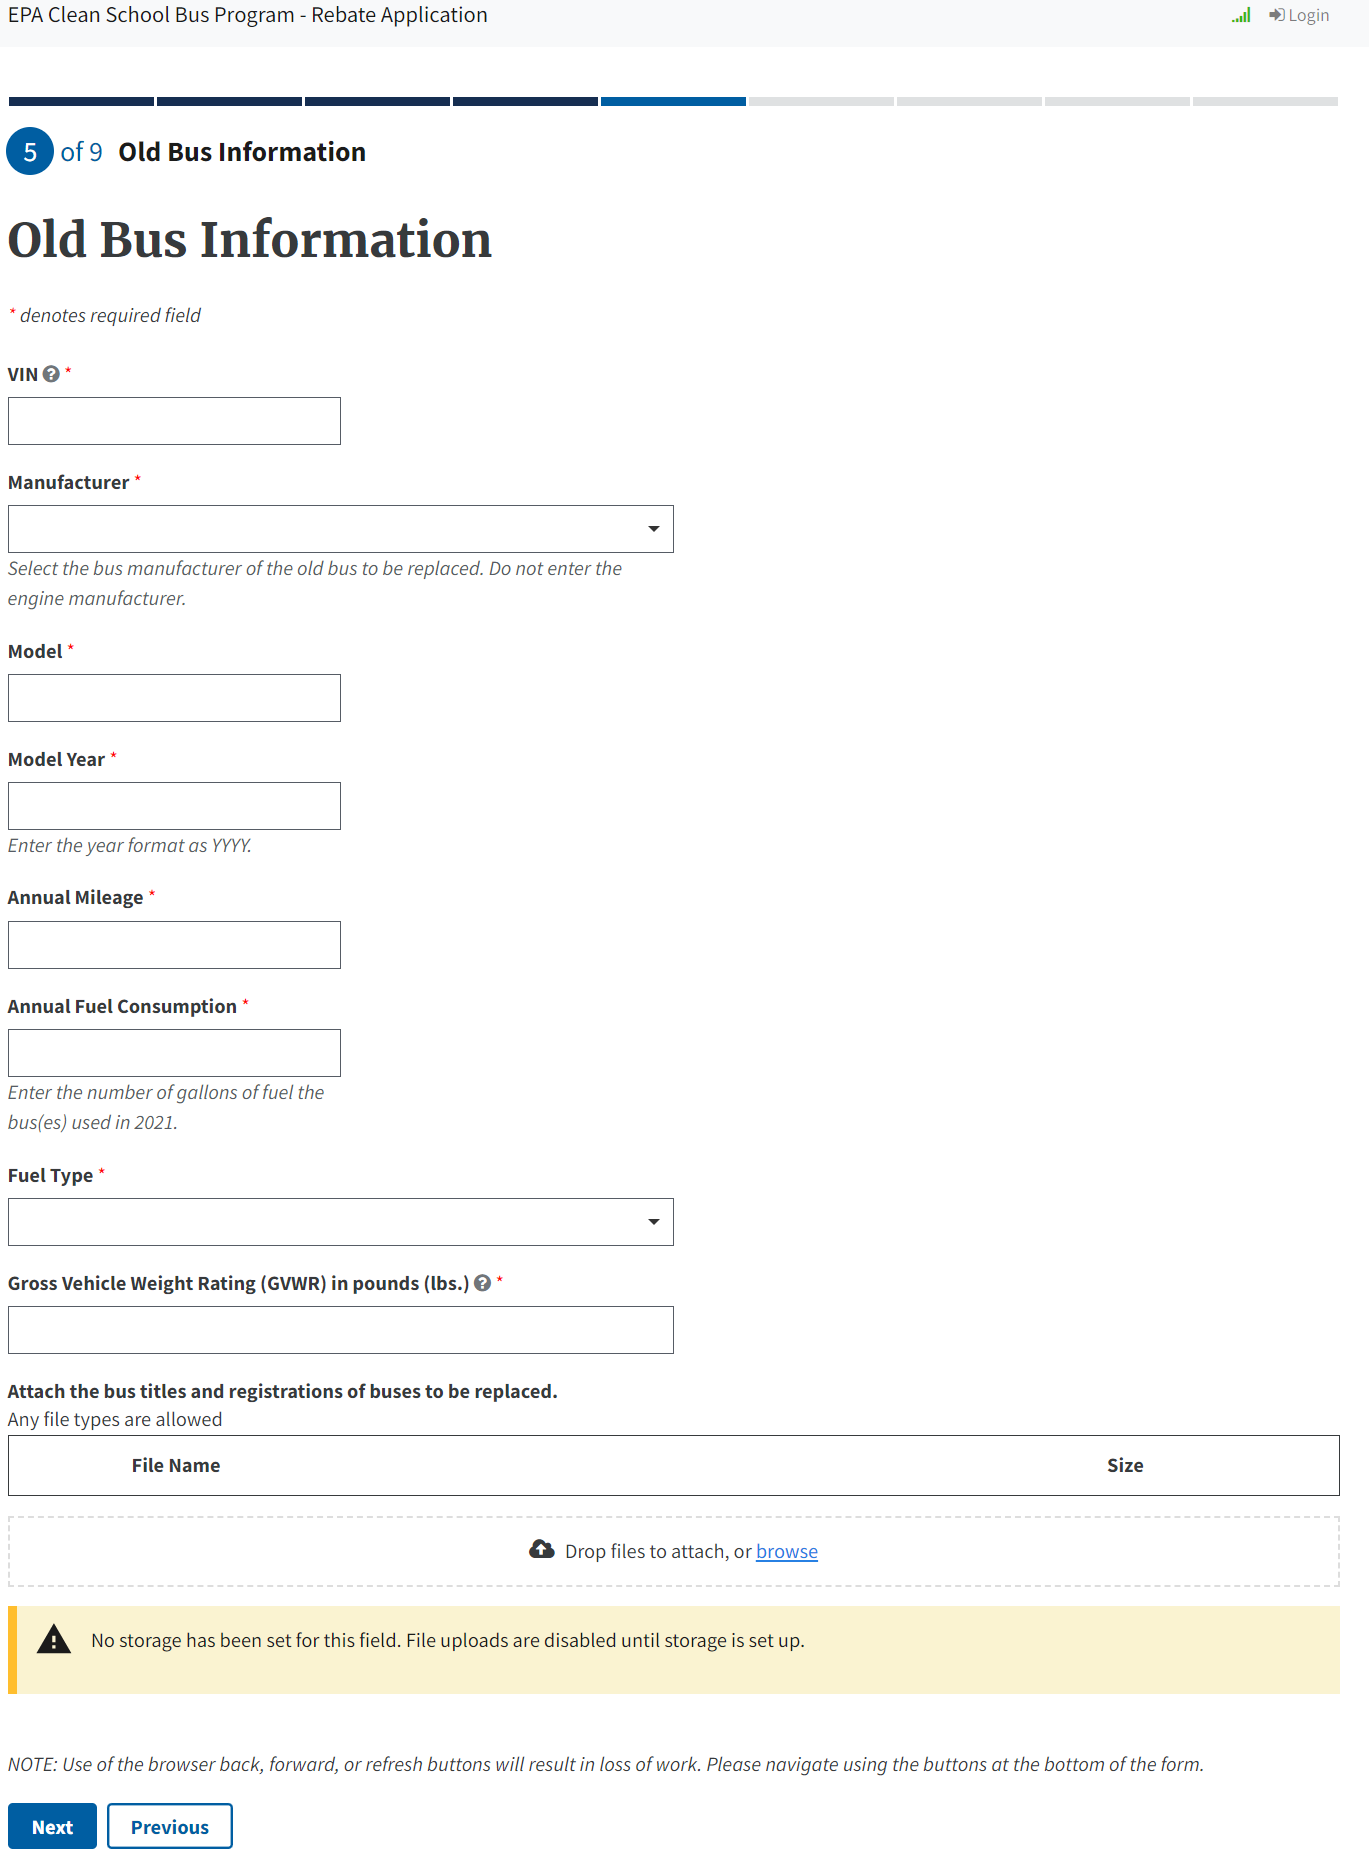 EPA Clean School Bus Program - Rebate Application
Login
5 of 9 Old Bus Information
Old Bus Information
* denotes required field
VIN *
Manufacturer *
Select the bus manufacturer of the old bus to be replaced. Do not enter the
engine manufacturer.
Model *
Model Year *
Enter the year format as YYYY.
Annual Mileage *
Annual Fuel Consumption *
Enter the number of gallons of fuel the
bus(es) used in 2021.
Fuel Type *
Gross Vehicle Weight Rating (GVWR) in pounds (lbs.) *
Attach the bus titles and registrations of buses to be replaced.
Any file types are allowed
File Name Size
Drop files to attach, or browse
No storage has been set for this field. File uploads are disabled until storage is set up.
NOTE: Use of the browser back, forward, or refresh buttons will result in loss of work. Please navigate using the buttons at the bottom of the form.
Next Previous